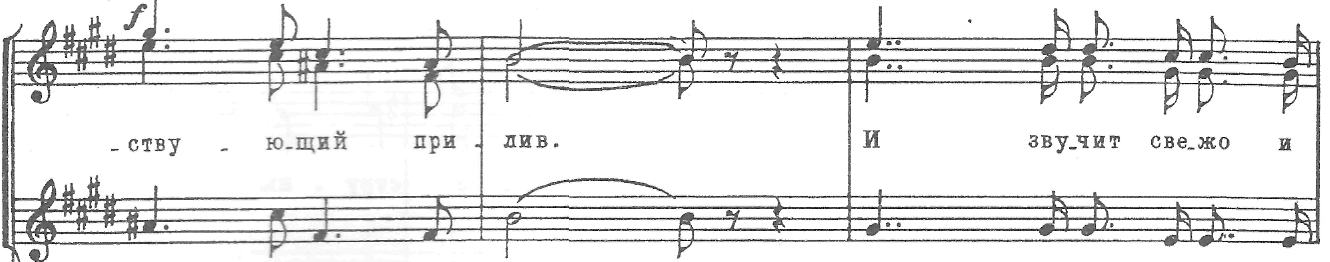 f
- ству - ю-щий при - лив. И зву-чит све-жо и